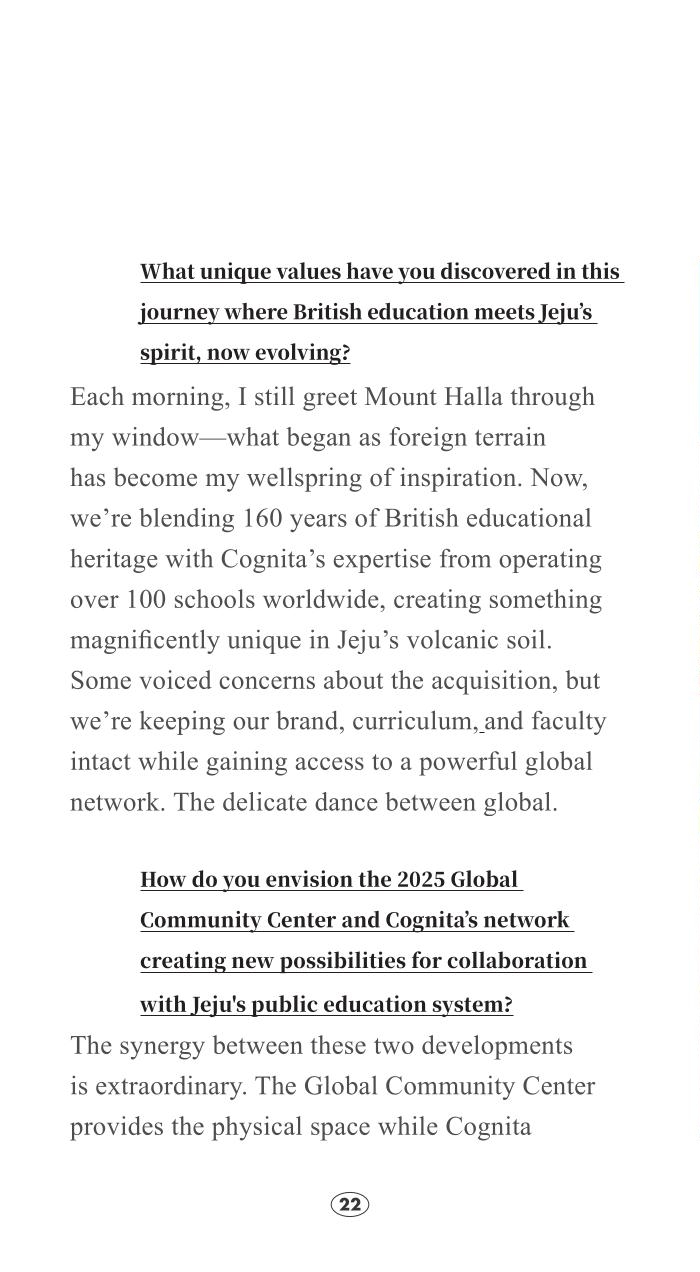 What unique values have you discovered in this
journey where British education meets Jeju’s
spirit, now evolving?
Each morning, I still greet Mount Halla through
my window—what began as foreign terrain
has become my wellspring of inspiration. Now,
we’re blending 160 years of British educational
heritage with Cognita’s expertise from operating
over 100 schools worldwide, creating something
magnificently unique in Jeju’s volcanic soil.
Some voiced concerns about the acquisition, but
we’re keeping our brand, curriculum, and faculty
intact while gaining access to a powerful global
network. The delicate dance between global.
How do you envision the 2025 Global
Community Center and Cognita’s network
creating new possibilities for collaboration
with Jeju's public education system?
The synergy between these two developments
is extraordinary. The Global Community Center
provides the physical space while Cognita
22